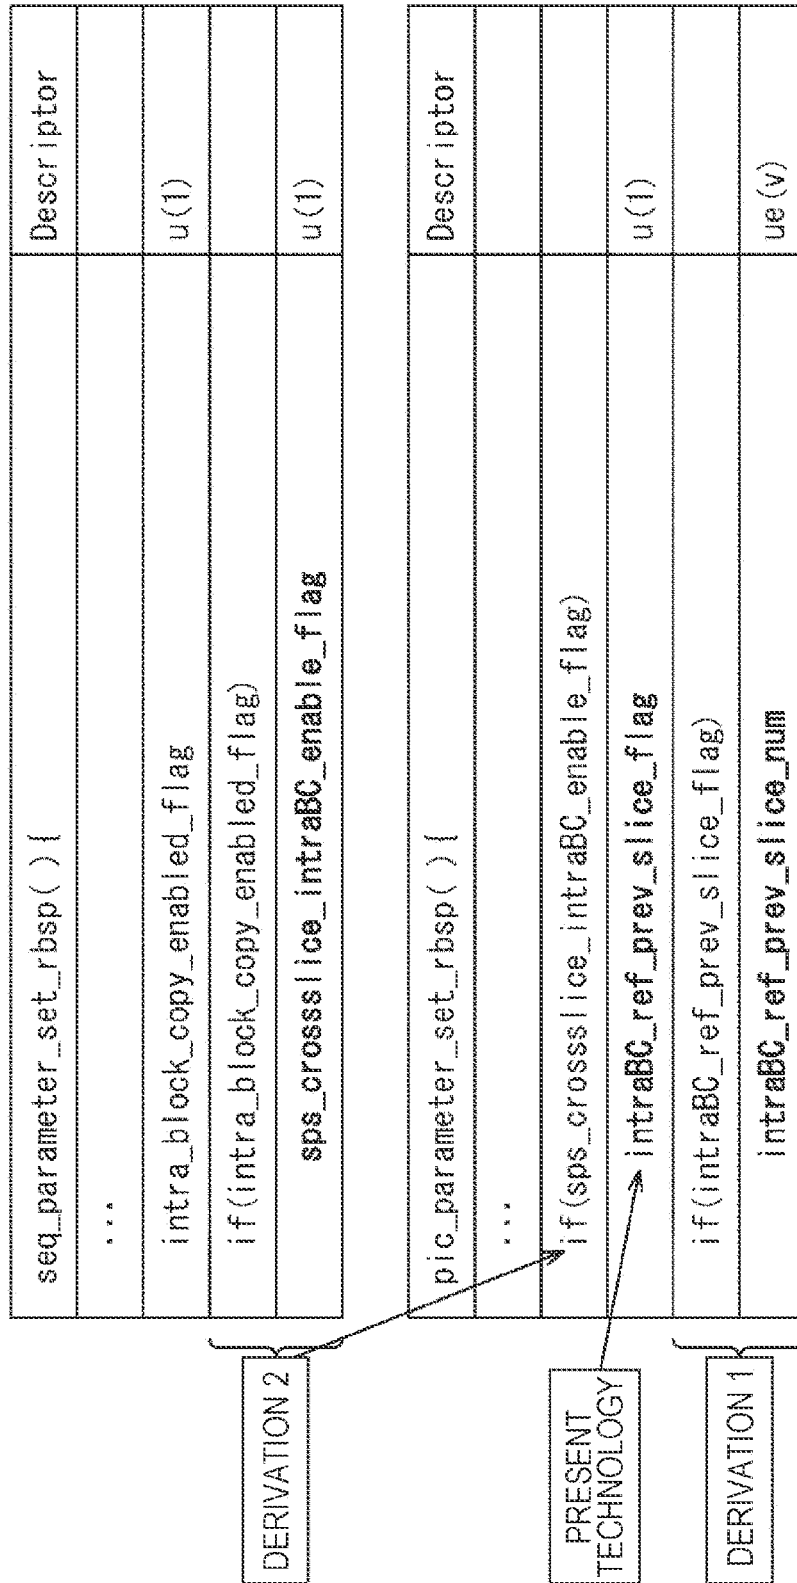 seq_parameter_set_rbsp( ){
Descriptor
...
intra_block_copy_enabled_flag
u(1)
if(intra_block_copy_enabled_flag)
sps_crossslice_intraBC_enable_flag
u(1)
DERIVATION 2
pic_parameter_set_rbsp( ){
Descriptor
...
if(sps_crossslice_intraBC_enable_flag)
intraBC_ref_prev_slice_flag
u(1)
if(intraBC_ref_prev_slice_flag)
intraBC_ref_prev_slice_num
ue(v)
PRESENT
TECHNOLOGY
DERIVATION 1